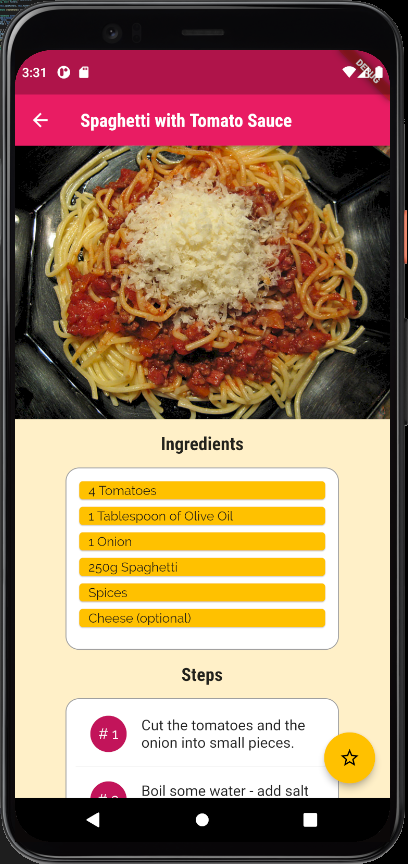 3:31
DEBUG
Spaghetti with Tomato Sauce
Ingredients
4 Tomatoes
1 Tablespoon of Olive Oil
1 Onion
250g Spaghetti
Spices
Cheese (optional)
Steps
# 1
Cut the tomatoes and the
onion into small pieces.
Boil some water - add salt